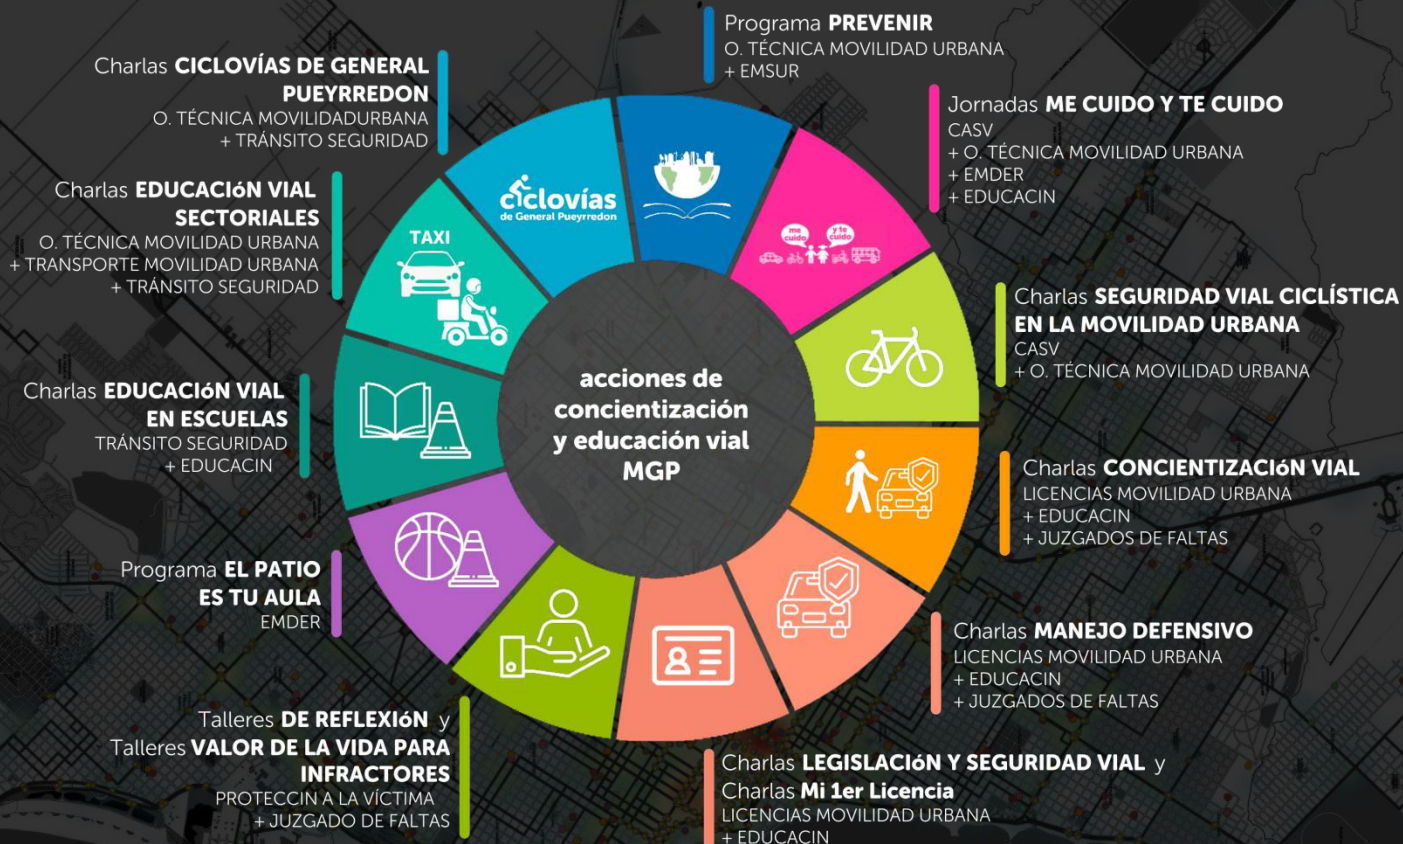 Programa PREVENIR
O. TÉCNICA MOVILIDAD URBANA
+ EMSUR
Jornadas ME CUIDO Y TE CUIDO
CASV
+ O. TÉCNICA MOVILIDAD URBANA
+ EMDER
+ EDUCACIN
Charlas SEGURIDAD VIAL CICLÍSTICA
EN LA MOVILIDAD URBANA
CASV
+ O. TÉCNICA MOVILIDAD URBANA
Charlas CONCIENTIZACIóN VIAL
LICENCIAS MOVILIDAD URBANA
+ EDUCACIN
+ JUZGADOS DE FALTAS
Charlas MANEJO DEFENSIVO
LICENCIAS MOVILIDAD URBANA
+ EDUCACIN
+ JUZGADOS DE FALTAS
Charlas LEGISLACIóN Y SEGURIDAD VIAL y
Charlas Mi 1er Licencia
LICENCIAS MOVILIDAD URBANA
+ EDUCACIN
Talleres DE REFLEXIóN y
Talleres VALOR DE LA VIDA PARA
INFRACTORES
PROTECCIN A LA VÍCTIMA
+ JUZGADO DE FALTAS
Programa EL PATIO
ES TU AULA
EMDER
Charlas EDUCACIóN VIAL
EN ESCUELAS
TRÁNSITO SEGURIDAD
+ EDUCACIN
Charlas EDUCACIóN VIAL
SECTORIALES
O. TÉCNICA MOVILIDAD URBANA
+ TRANSPORTE MOVILIDAD URBANA
+ TRÁNSITO SEGURIDAD
Charlas CICLOVÍAS DE GENERAL
PUEYRREDON
O. TÉCNICA MOVILIDADURBANA
+ TRÁNSITO SEGURIDAD
ciclovías
de General Pueyrredon
TAXI
me
cuido
y te
cuido
acciones de
concientización
y educación vial
MGP